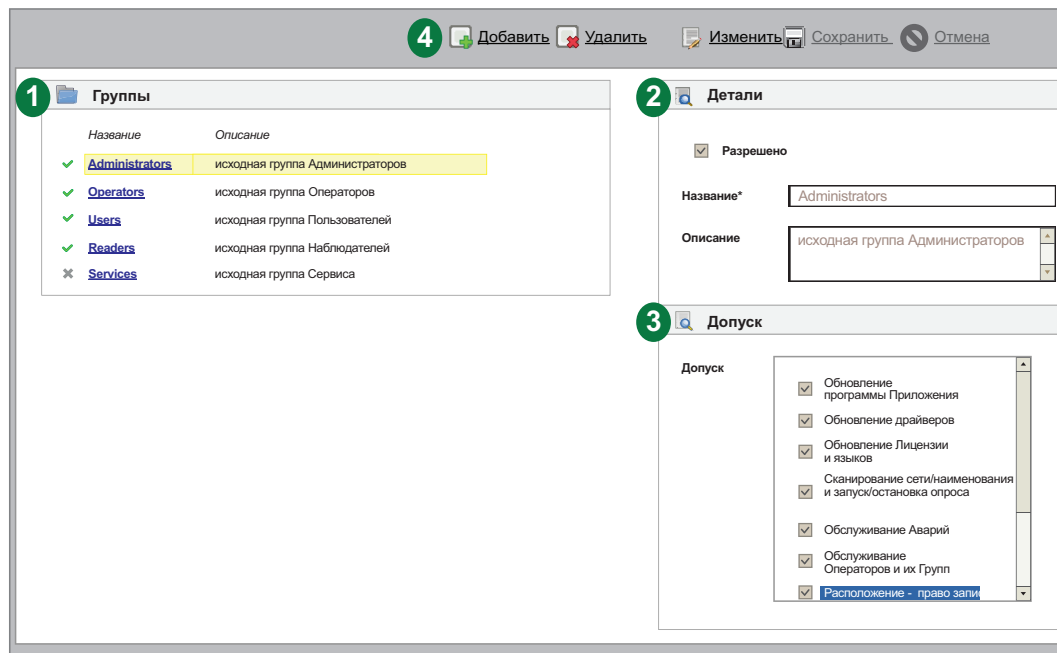 4 Добавить Удалить Изменить Сохранить Отмена
1 Группы
Название Описание
Administrators исходная группа Администраторов
Operators исходная группа Операторов
Users исходная группа Пользователей
Readers исходная группа Наблюдателей
Services исходная группа Сервиса
2 Детали
Разрешено
Название* Administrators
Описание исходная группа Администраторов
3 Допуск
Допуск
Обновление
программы Приложения
Обновление драйверов
Обновление Лицензии
и языков
Сканирование сети/наименования
и запуск/остановка опроса
Обслуживание Аварий
Обслуживание
Операторов и их Групп
Расположение - право